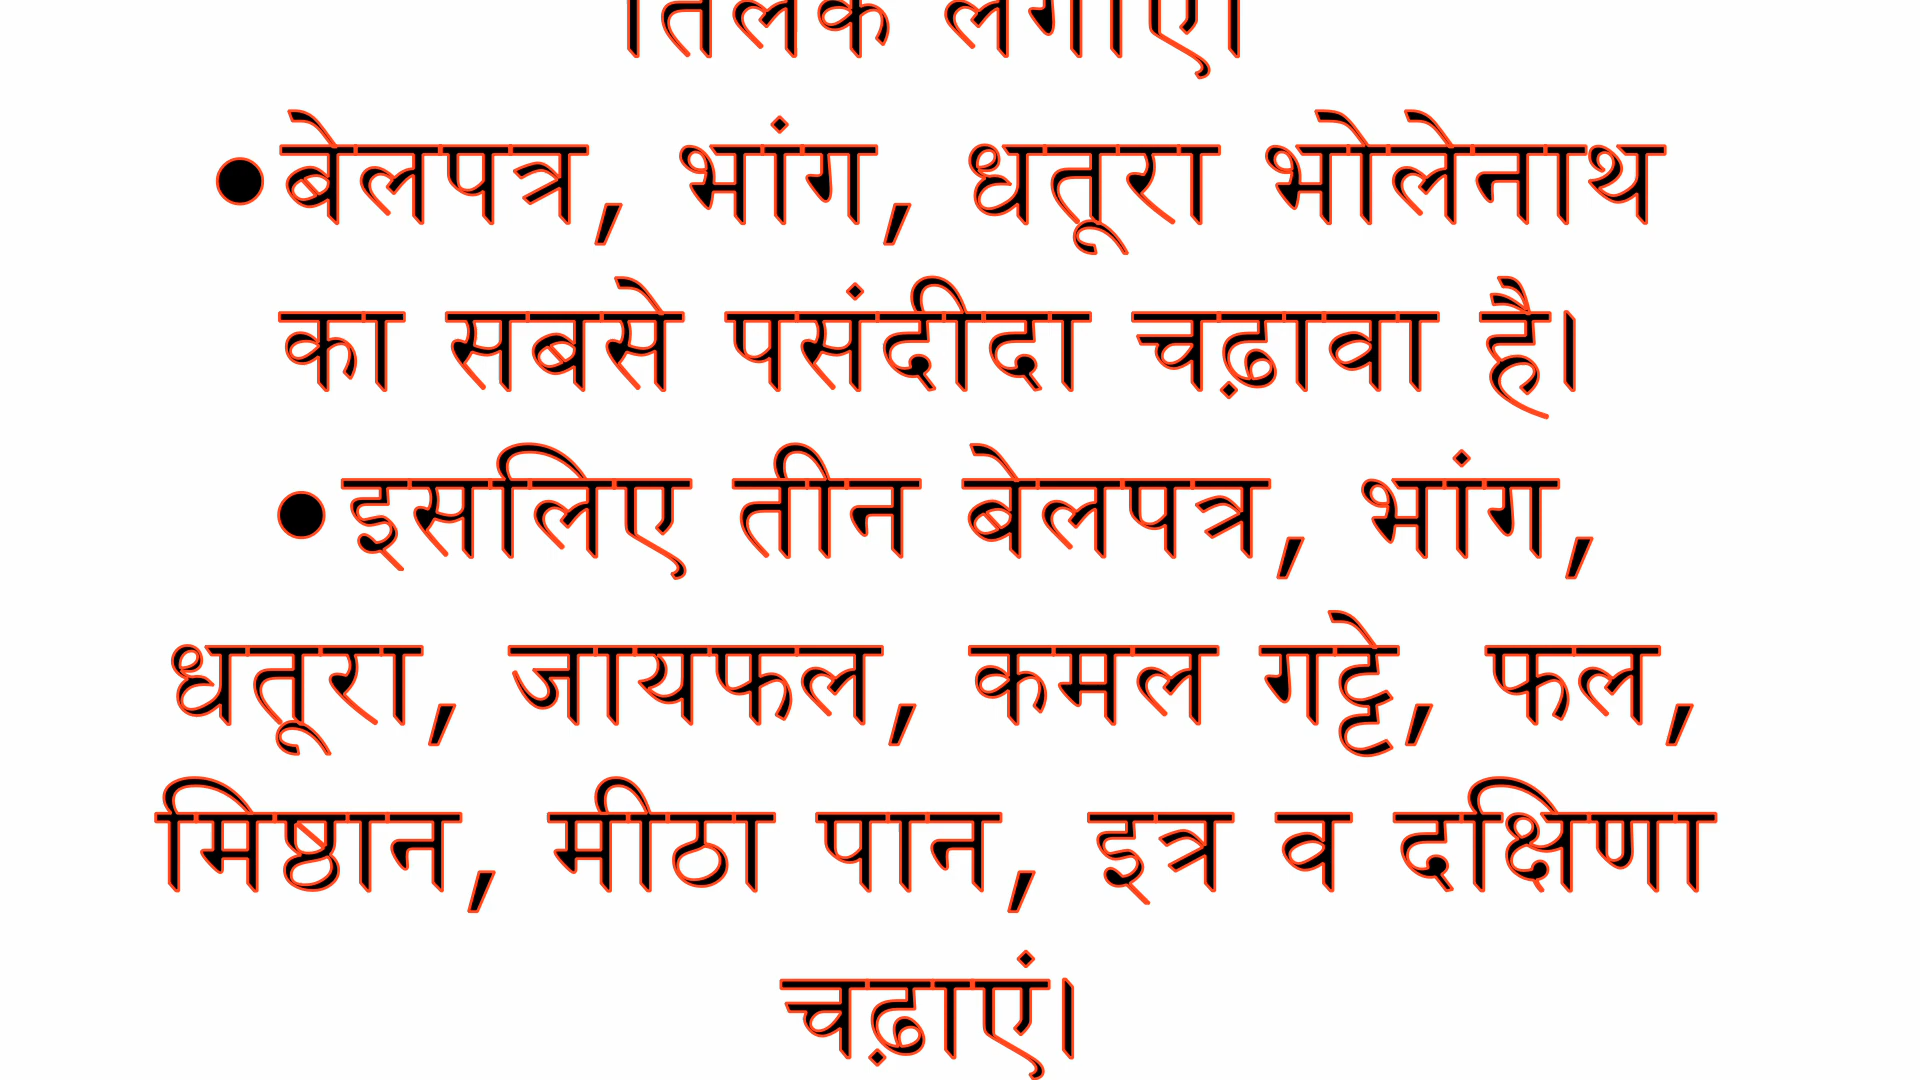 तिलक लगाए।
•बेलपत्र, भांग, धतूरा भोलेनाथ
का सबसे पसंदीदा चढ़ावा है।
•इसलिए तीन बेलपत्र, भांग,
धतूरा, जायफल, कमल गट्टे, फल,
मिष्ठान, मीठा पान, इत्र व दक्षिणा
चढ़ाएं।